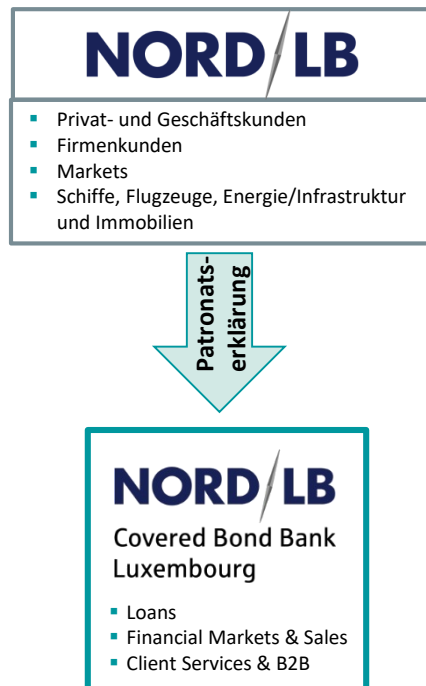 NORD/LB
▪ Privat- und Geschäftskunden
▪ Firmenkunden
▪ Markets
▪ Schiffe, Flugzeuge, Energie/Infrastruktur
und Immobilien
Patronats-
erklärung
NORD/LB
Covered Bond Bank
Luxembourg
▪ Loans
▪ Financial Markets & Sales
▪ Client Services & B2B